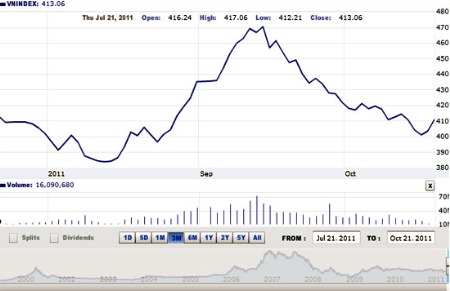 VNINDEX: 413.06
Thu Jul 21, 2011 Open: 416.24 High: 417.06 Low: 412.21 Close: 413.06
480
470
460
450
440
430
420
410
400
390
380
2011 Sep Oct
Volume: 16,090,680 x
70M
10M
Splits Dividends 1D 5D 1M 3M 6M 1Y 2Y 5Y All FROM : Jul 21. 2011 TO : Oct 21. 2011
2000 2002 2003 2004 2005 2006 2007 2008 2009 2010 2011